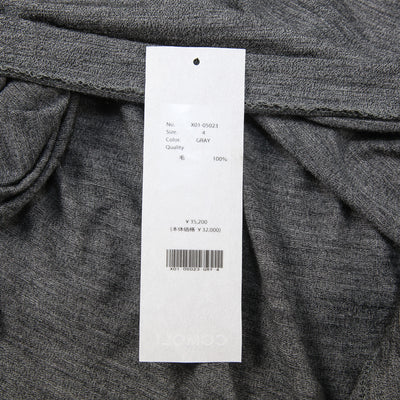 No. X01-05023
Size. 4
Color. GRAY
Quality.
毛 100%
¥35,200
(本体価格 ¥32,000)
X01-05023 GRY 4
COMOLI